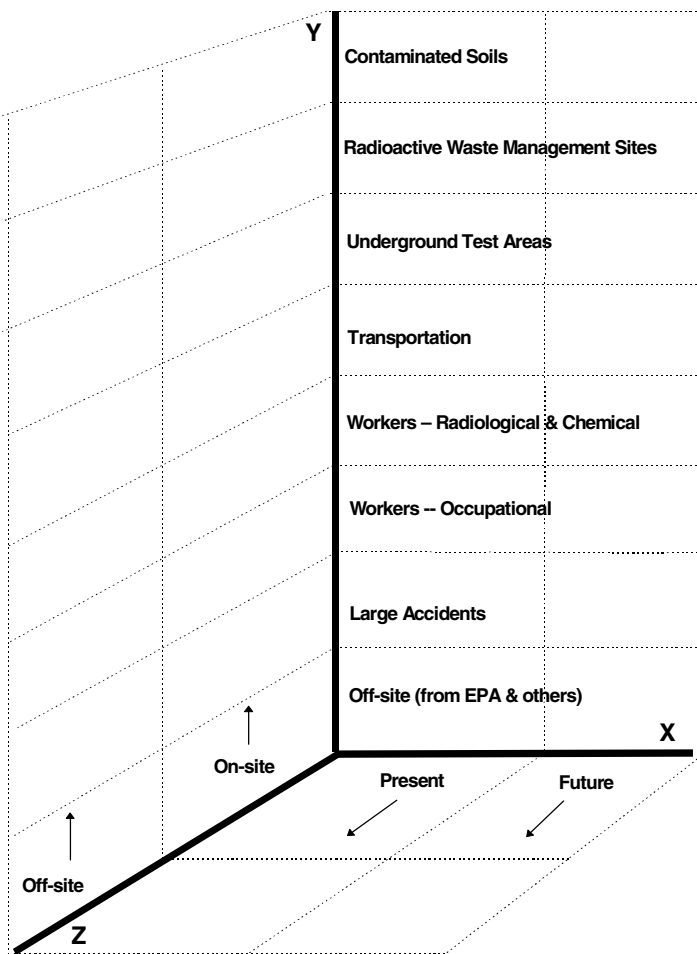 Y
Contaminated Soils
Radioactive Waste Management Sites
Underground Test Areas
Transportation
Workers – Radiological & Chemical
Workers -- Occupational
Large Accidents
Off-site (from EPA & others)
X
On-site
Present
Future
Off-site
Z